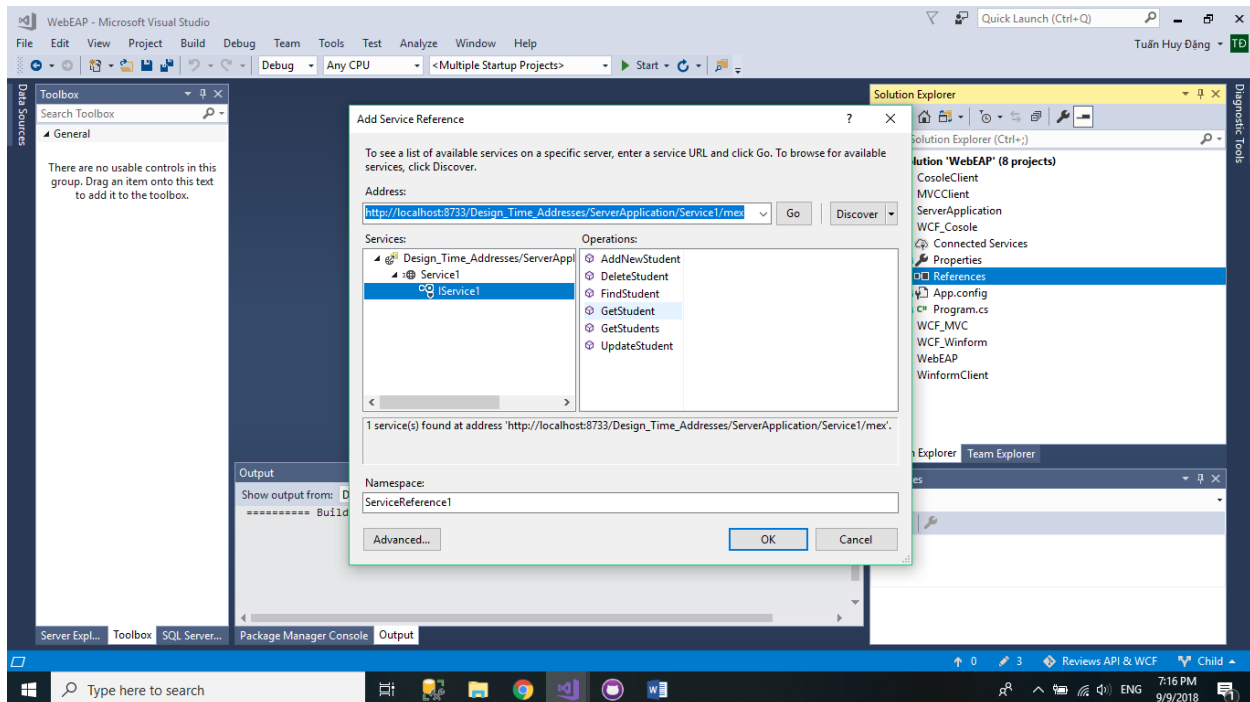 WebEAP - Microsoft Visual Studio
Quick Launch (Ctrl+Q)
File Edit View Project Build Debug Team Tools Test Analyze Window Help
Tuấn Huy Đặng
TĐ
Debug Any CPU <Multiple Startup Projects> Start
Data Sources
Toolbox
Search Toolbox
General
There are no usable controls in this
group. Drag an item onto this text
to add it to the toolbox.
Server Expl... Toolbox SQL Server...
Add Service Reference
?
To see a list of available services on a specific server, enter a service URL and click Go. To browse for available
services, click Discover.
Address:
http://localhost:8733/Design_Time_Addresses/ServerApplication/Service1/mex
Go
Discover
Services:
Design_Time_Addresses/ServerAppl
Service1
IService1
Operations:
AddNewStudent
DeleteStudent
FindStudent
GetStudent
GetStudents
UpdateStudent
1 service(s) found at address 'http://localhost:8733/Design_Time_Addresses/ServerApplication/Service1/mex'.
Namespace:
ServiceReference1
Advanced...
OK
Cancel
Output
Show output from: D
========== Build
Package Manager Console Output
Solution Explorer
Solution Explorer (Ctrl+;)
lution 'WebEAP' (8 projects)
CosoleClient
MVCClient
ServerApplication
WCF_Cosole
Connected Services
Properties
References
App.config
C# Program.cs
WCF_MVC
WCF_Winform
WebEAP
WinformClient
Explorer Team Explorer
es
Diagnostic Tools
0 3 Reviews API & WCF Child
Type here to search
ENG
7:16 PM
9/9/2018
1